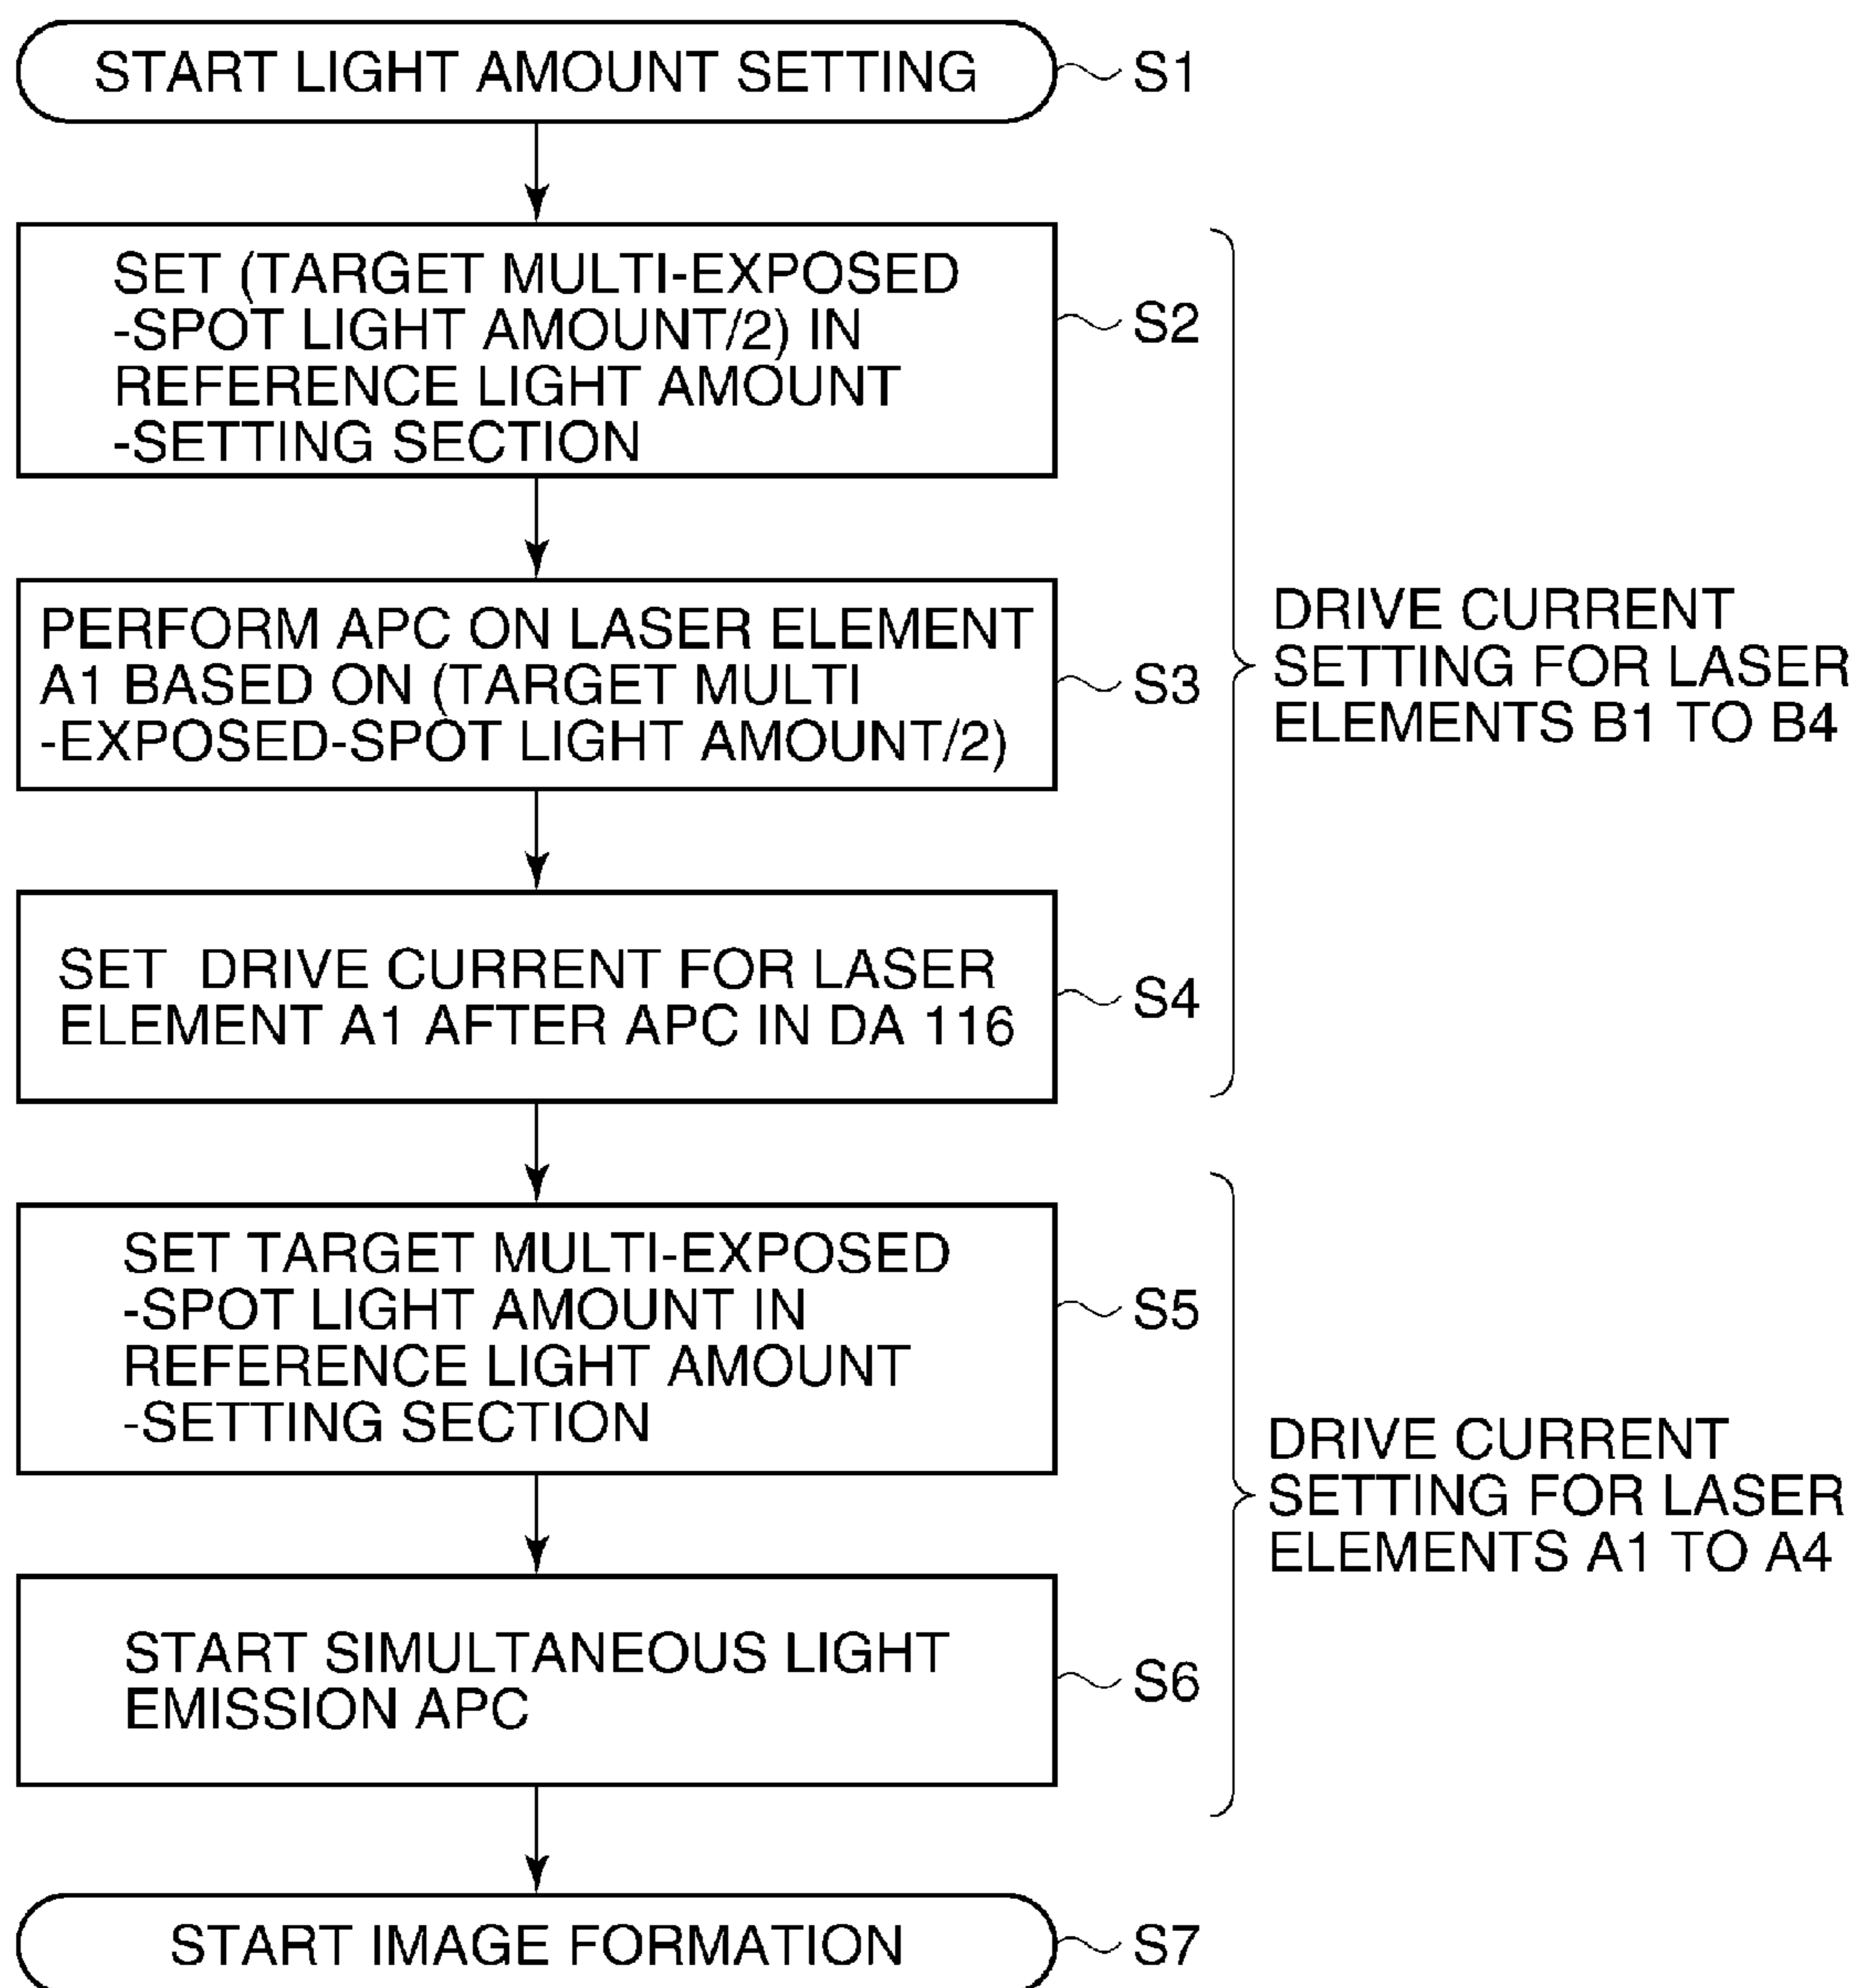 START LIGHT AMOUNT SETTING
S1
SET (TARGET MULTI-EXPOSED
-SPOT LIGHT AMOUNT/2) IN
REFERENCE LIGHT AMOUNT
-SETTING SECTION
S2
PERFORM APC ON LASER ELEMENT
A1 BASED ON (TARGET MULTI
-EXPOSED-SPOT LIGHT AMOUNT/2)
S3
SET DRIVE CURRENT FOR LASER
ELEMENT A1 AFTER APC IN DA 116
S4
DRIVE CURRENT
SETTING FOR LASER
ELEMENTS B1 TO B4
SET TARGET MULTI-EXPOSED
-SPOT LIGHT AMOUNT IN
REFERENCE LIGHT AMOUNT
-SETTING SECTION
S5
START SIMULTANEOUS LIGHT
EMISSION APC
S6
DRIVE CURRENT
SETTING FOR LASER
ELEMENTS A1 TO A4
START IMAGE FORMATION
S7